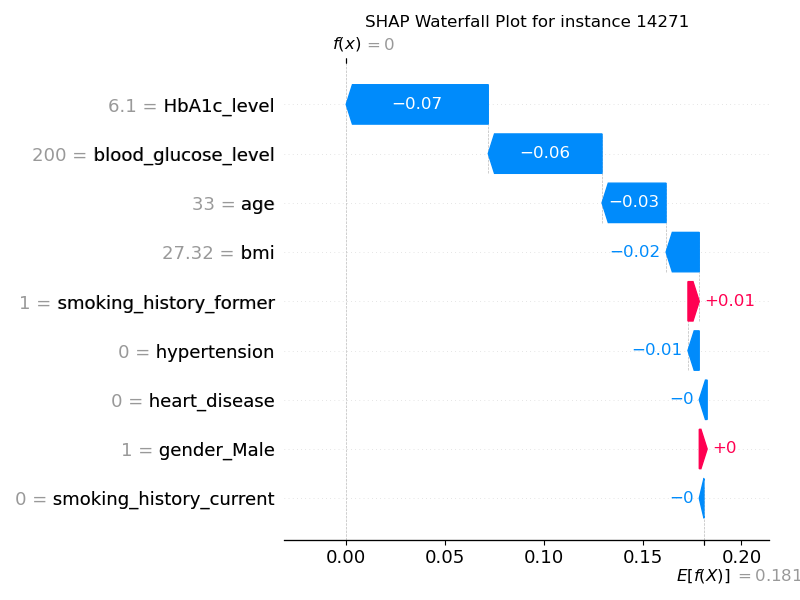 SHAP Waterfall Plot for instance 14271
f(x) = 0
6.1 = HbA1c_level
−0.07
200 = blood_glucose_level
−0.06
33 = age
−0.03
27.32 = bmi
−0.02
1 = smoking_history_former
+0.01
0 = hypertension
−0.01
0 = heart_disease
−0
1 = gender_Male
+0
0 = smoking_history_current
−0
0.00 0.05 0.10 0.15 0.20
E[f(X)] = 0.181